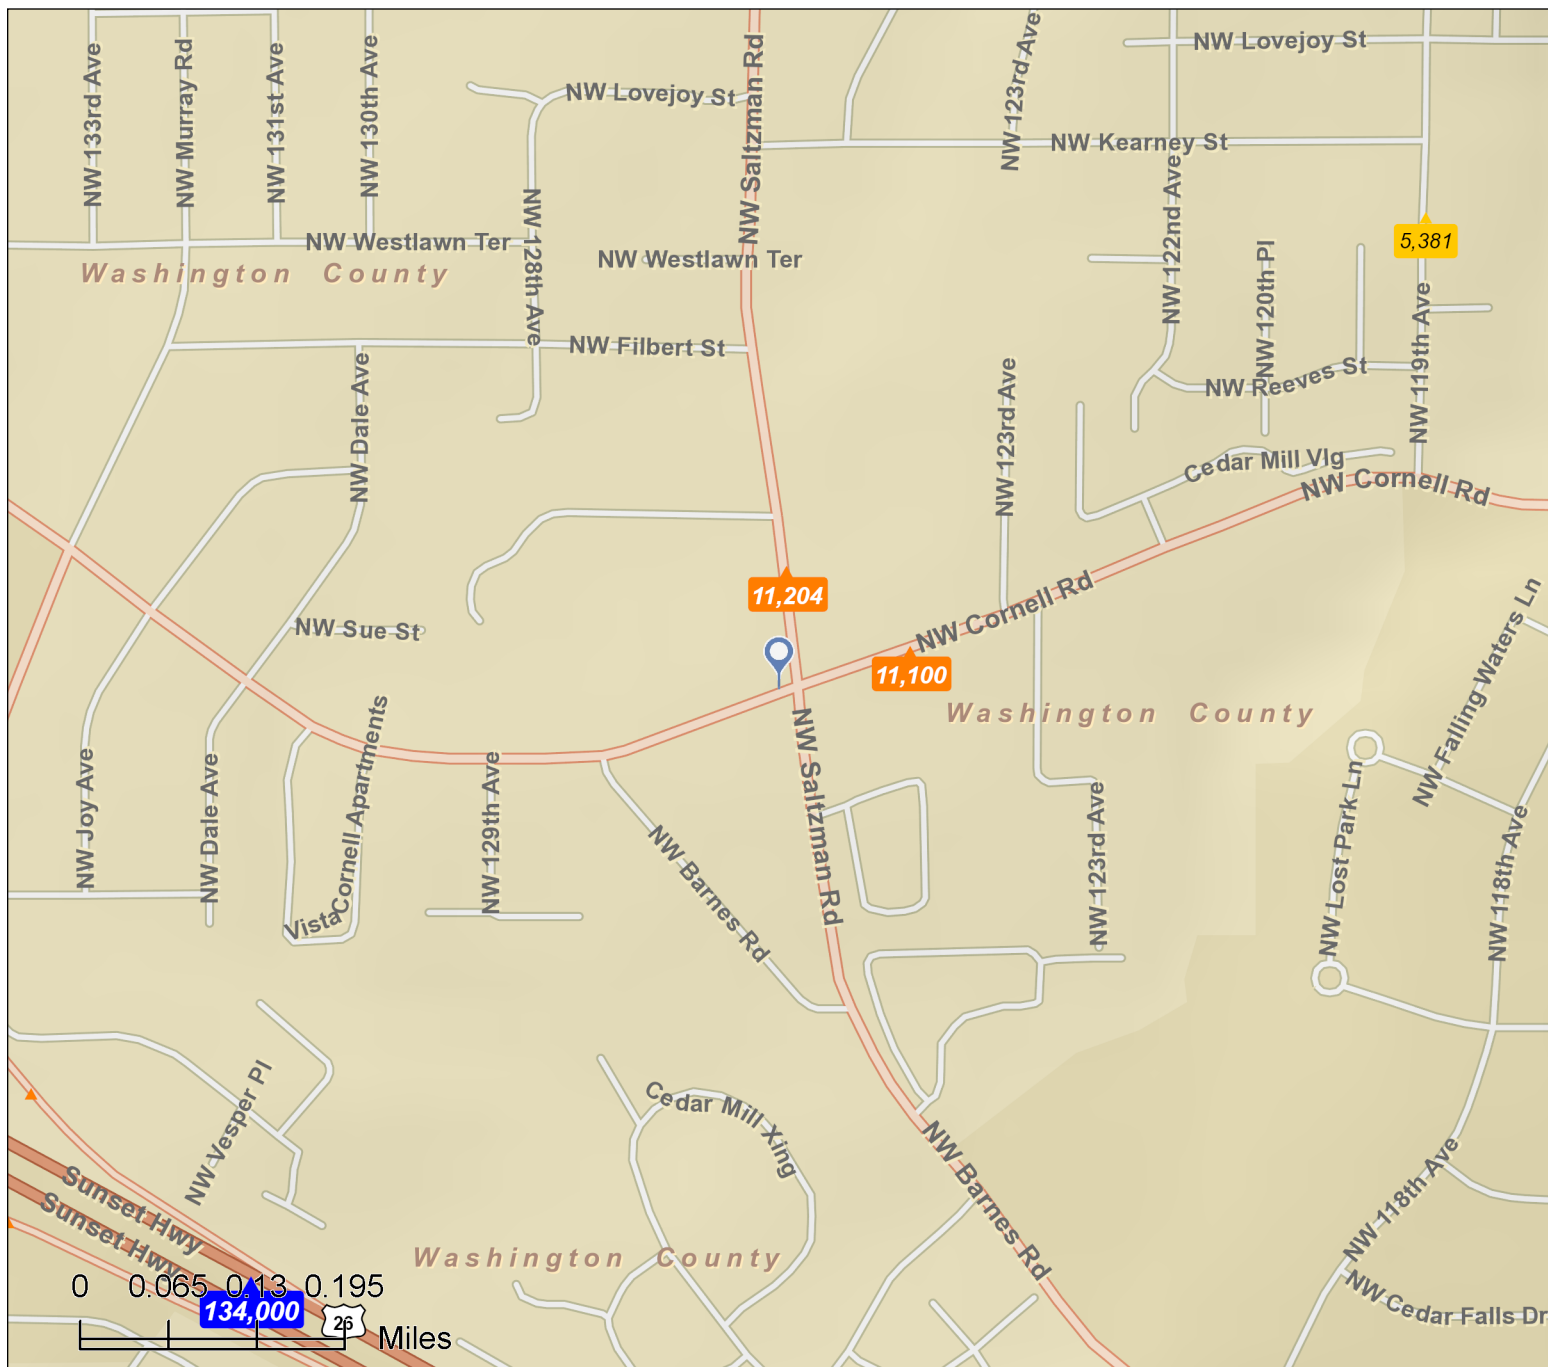 NW 133rd Ave
NW Murray Rd
NW 131st Ave
NW 130th Ave
NW Lovejoy St
NW Saltzman Rd
NW 123rd Ave
NW Lovejoy St
NW Kearney St
NW 128th Ave
NW Westlawn Ter
NW Westlawn Ter
Washington County
NW 122nd Ave
NW 120th Pl
5,381
NW 119th Ave
NW Filbert St
NW Dale Ave
NW 123rd Ave
NW Reeves St
Cedar Mill Vlg
NW Cornell Rd
11,204
NW Sue St
NW Cornell Rd
11,100
Washington County
NW Falling Waters Ln
NW Joy Ave
NW Dale Ave
Cornell Apartments
Vista
NW 129th Ave
NW Saltzman Rd
NW Barnes Rd
NW 123rd Ave
NW Lost Park Ln
NW 118th Ave
NW Vesper Pl
Cedar Mill Xing
NW Barnes Rd
NW 118th Ave
Sunset Hwy
Sunset Hwy
Washington County
NW Cedar Falls Dr
0 0.065 0.13 0.195
134,000
26
Miles